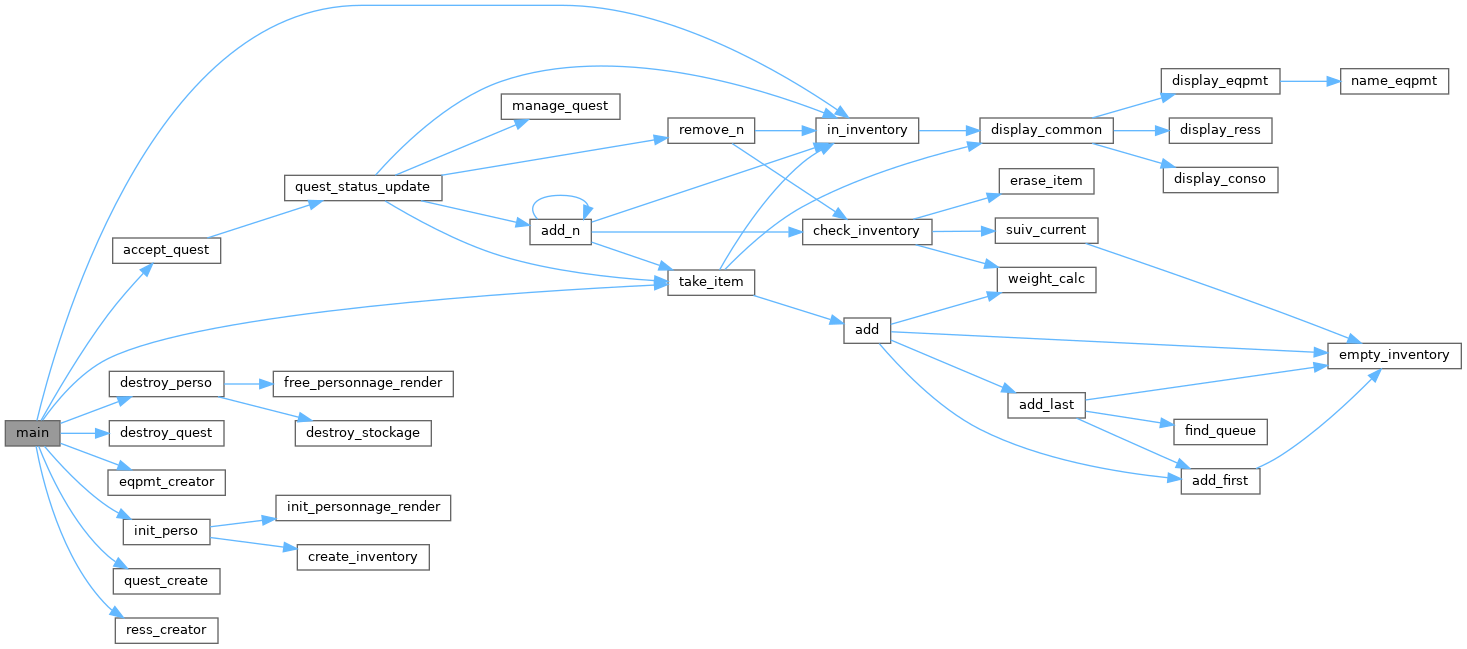 main
accept_quest
quest_status_update
manage_quest
add_n
remove_n
take_item
in_inventory
check_inventory
add
display_common
erase_item
suiv_current
weight_calc
add_last
display_eqpmt
display_ress
display_conso
name_eqpmt
empty_inventory
find_queue
add_first
destroy_perso
free_personnage_render
destroy_stockage
destroy_quest
eqpmt_creator
init_perso
init_personnage_render
create_inventory
quest_create
ress_creator